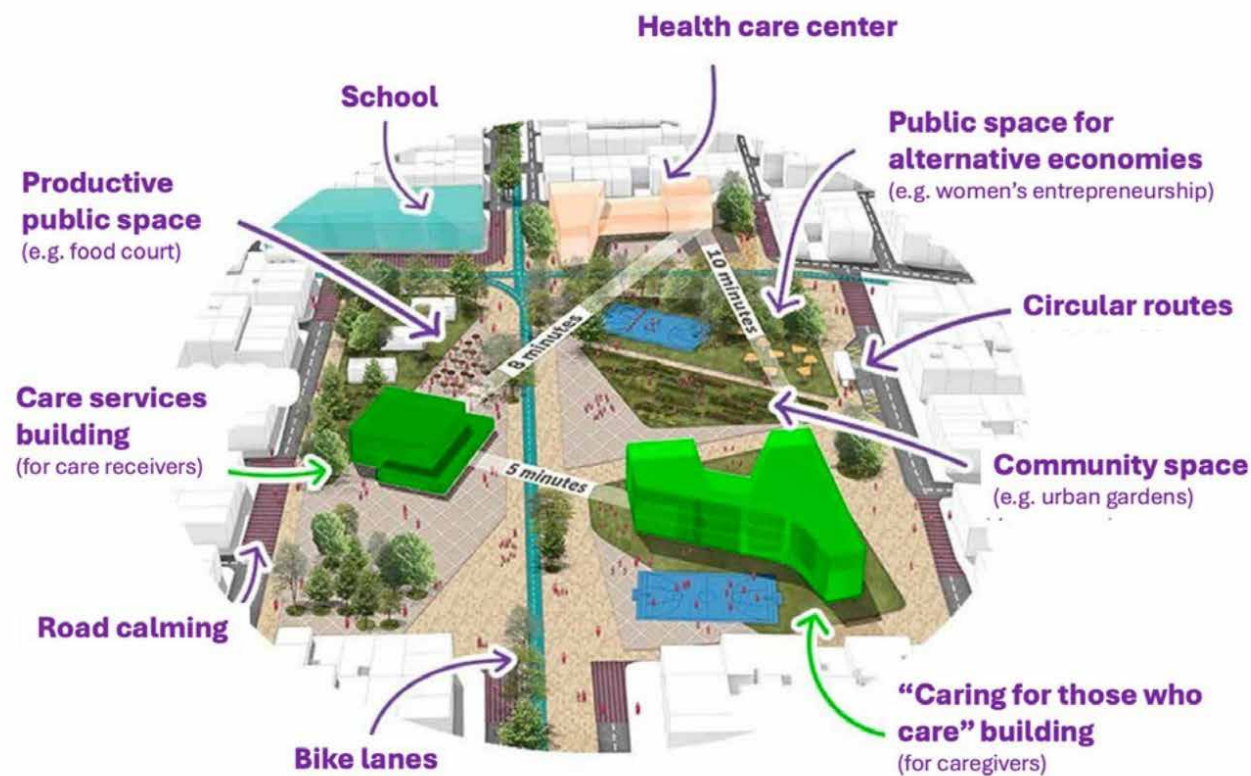 Health care center
School
Public space for
alternative economies
(e.g. women's entrepreneurship)
Productive
public space
(e.g. food court)
10 minutes
8 minutes
Circular routes
Care services
building
(for care receivers)
5 minutes
Community space
(e.g. urban gardens)
Road calming
Bike lanes
“Caring for those who
care” building
(for caregivers)